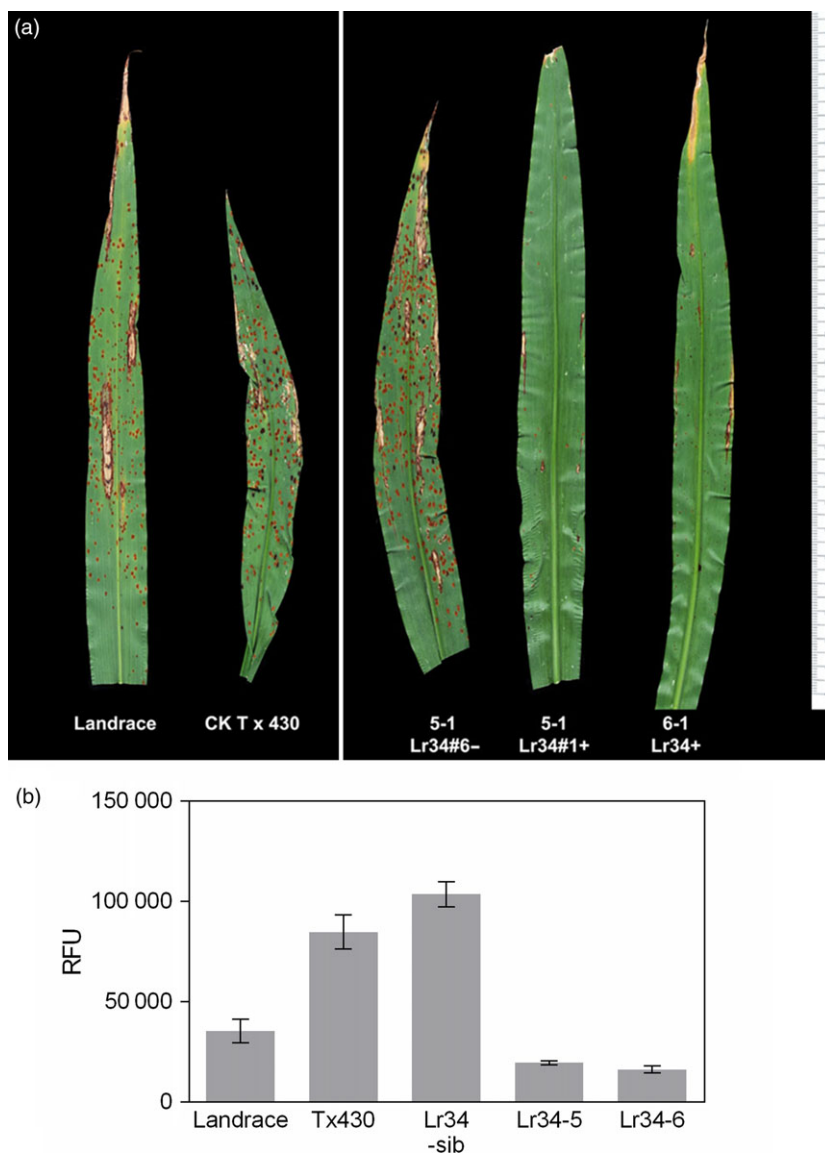 (a)
Landrace CK T x 430 5-1 5-1 6-1
Lr34#6– Lr34#1+ Lr34+
(b)
150 000
100 000
50 000
0
RFU
Landrace Tx430 Lr34 Lr34-5 Lr34-6
-sib